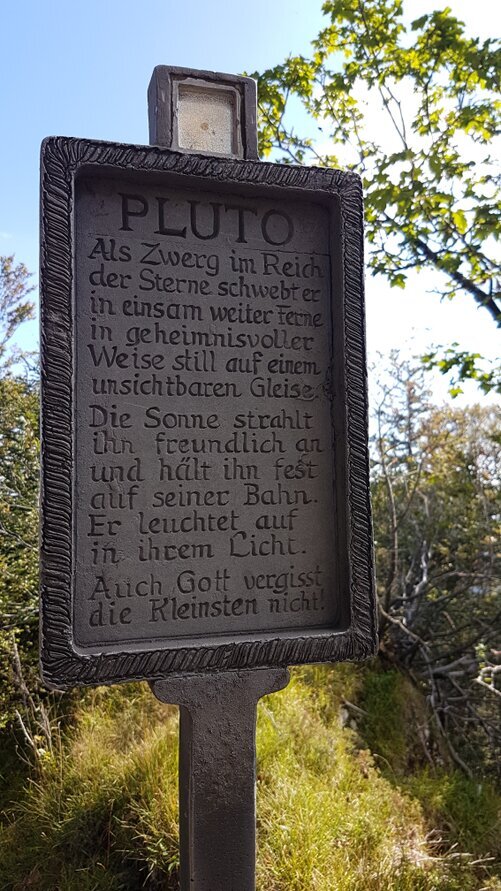 PLUTO
Als Zwerg im Reich
der Sterne schwebt er
in einsam weiter ferne
in geheimnisvoller
Weise still auf einem
unsichtbaren Gleise.
Die Sonne strahlt
ihn freundlich an
und hält ihn fest
auf seiner Bahn.
Er leuchtet auf
in ihrem Licht.
Auch Gott vergisst
die Kleinsten nicht!